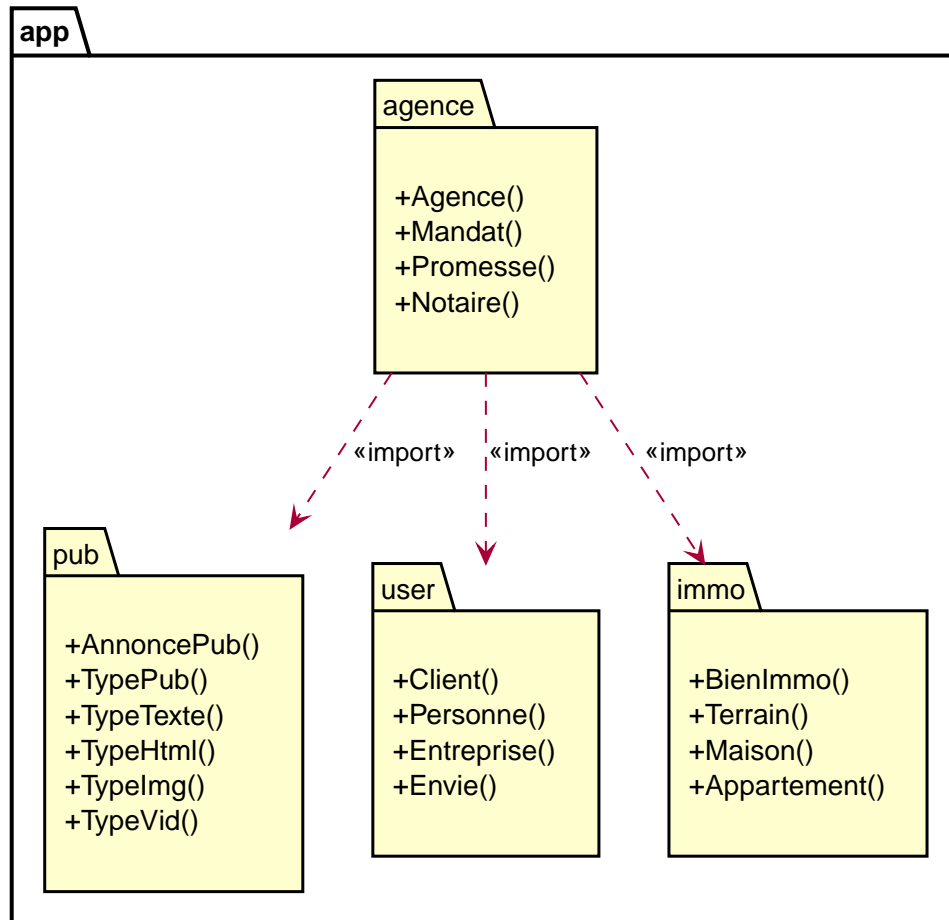 app
agence
+Agence()
+Mandat()
+Promesse()
+Notaire()
«import»
«import»
«import»
pub
+AnnoncePub()
+TypePub()
+TypeTexte()
+TypeHtml()
+TypeImg()
+TypeVid()
user
+Client()
+Personne()
+Entreprise()
+Envie()
immo
+BienImmo()
+Terrain()
+Maison()
+Appartement()